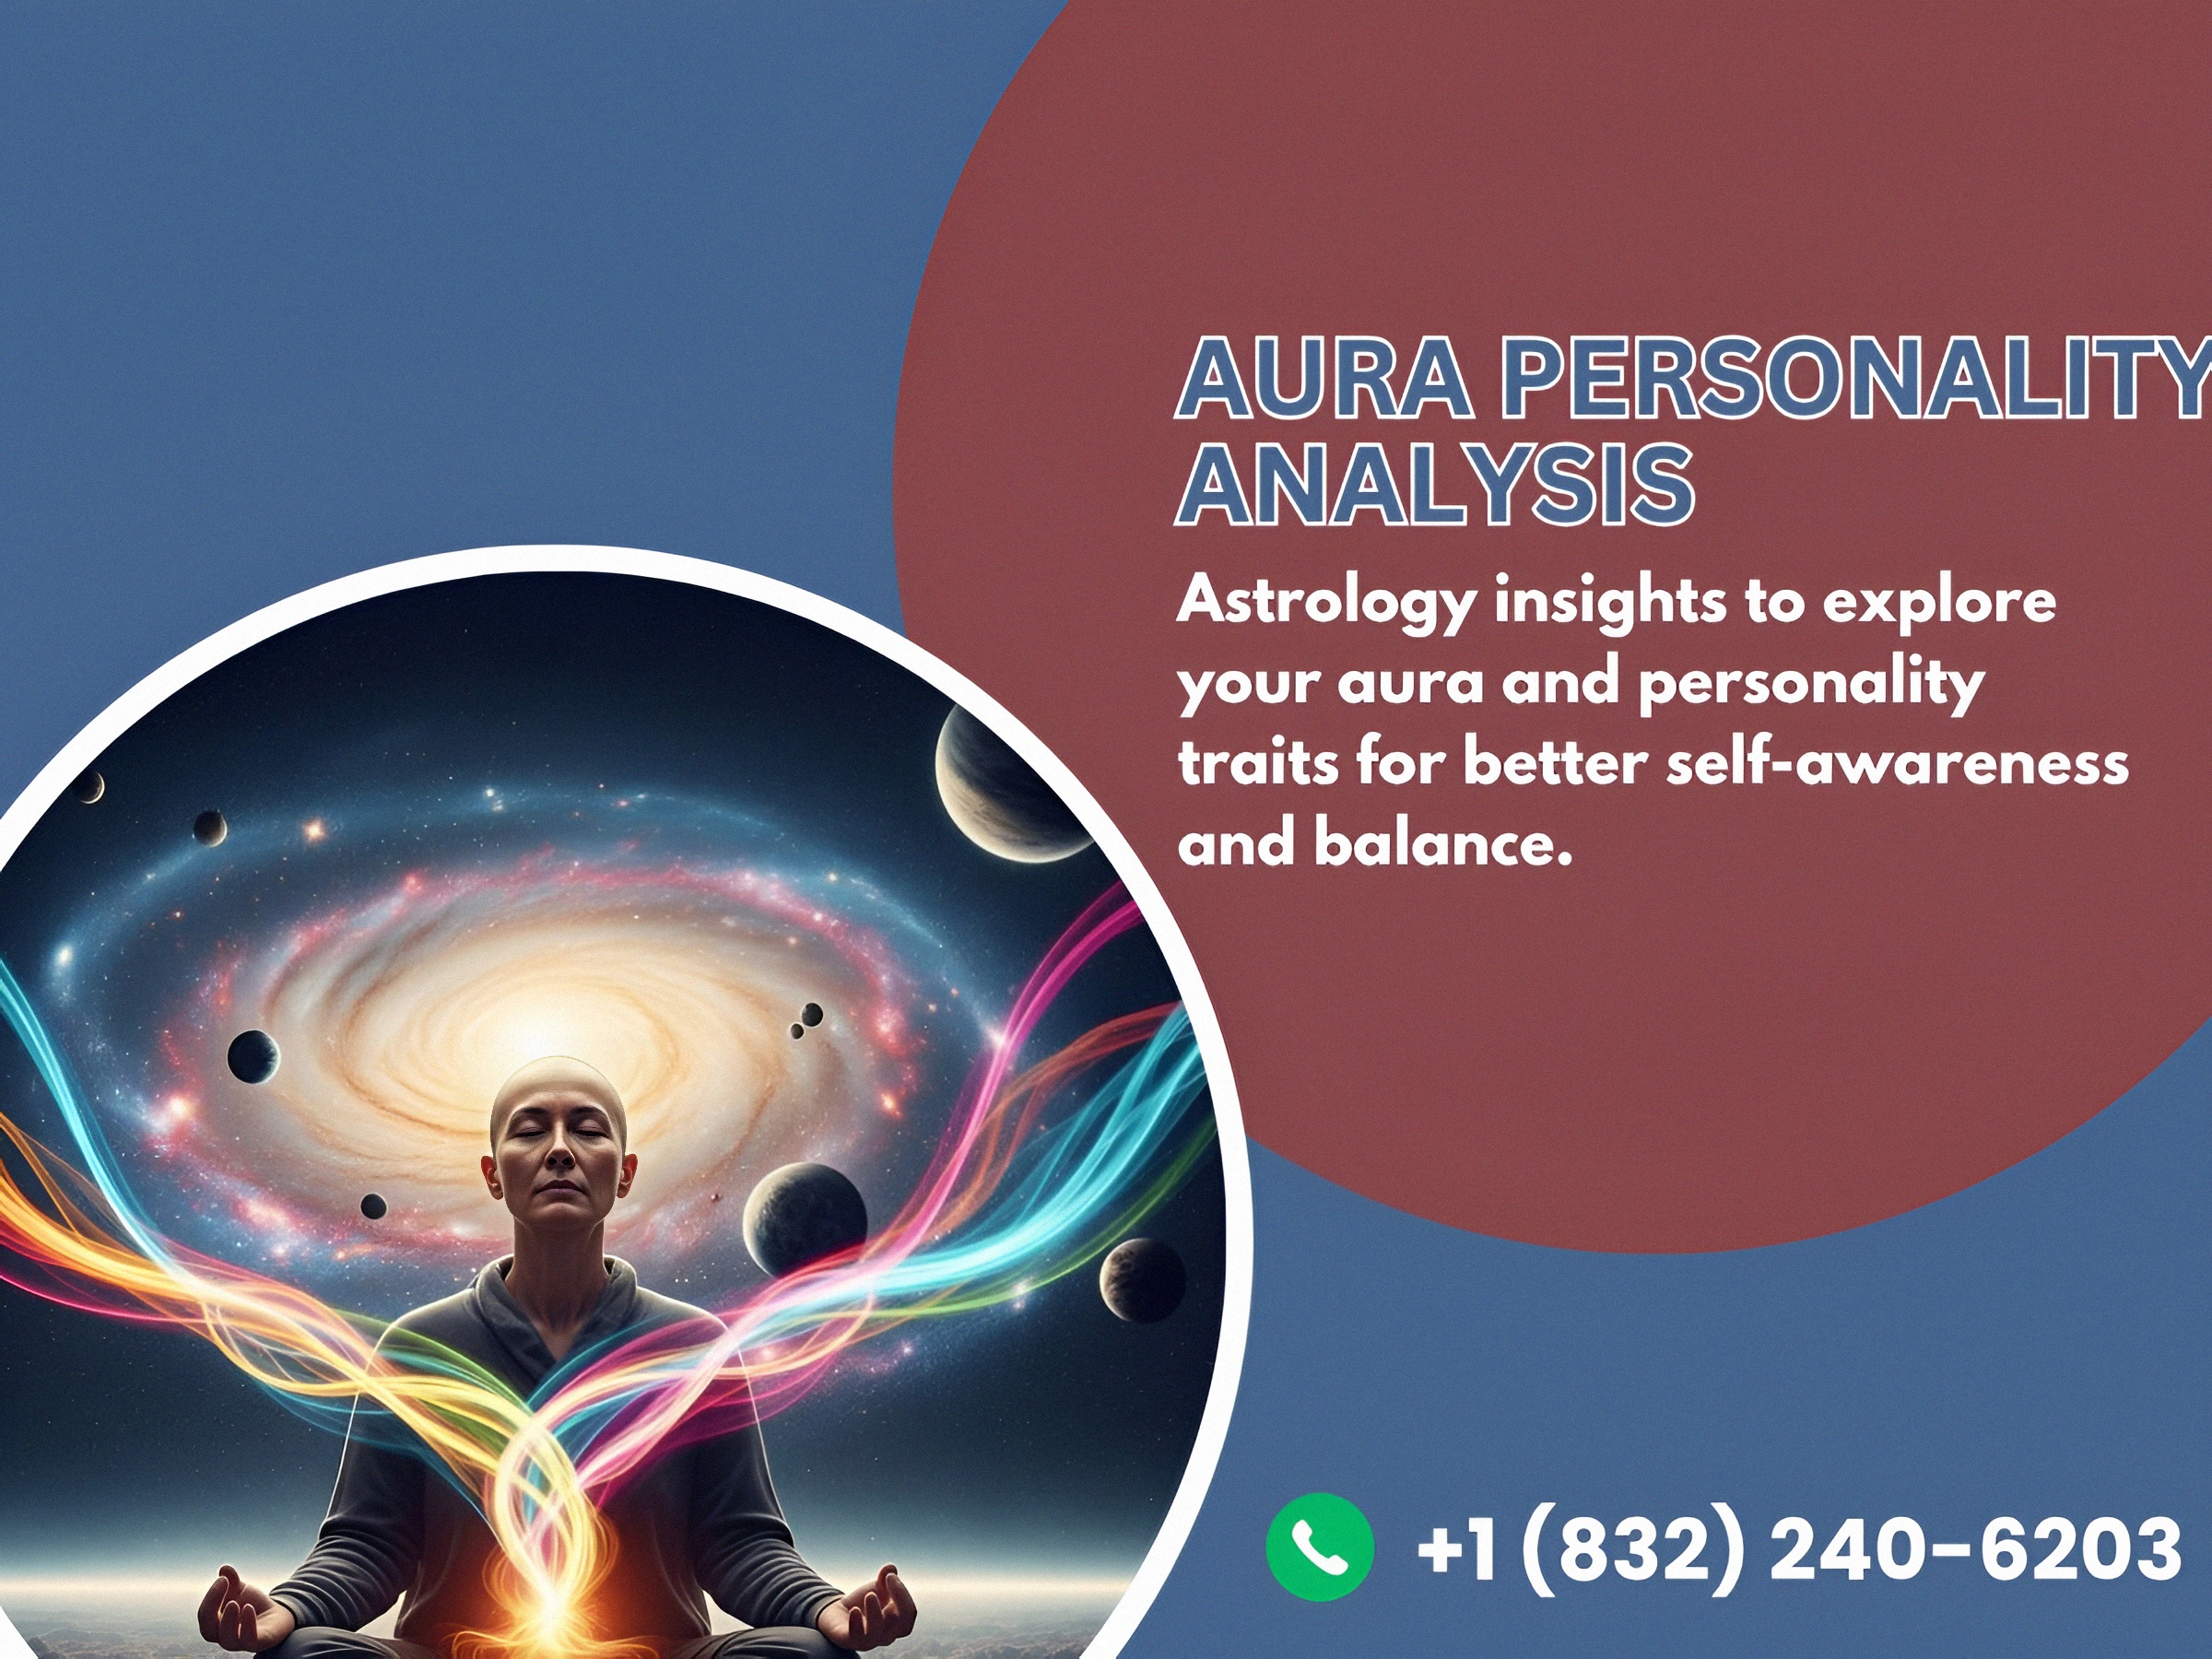 AURA PERSONALITY
ANALYSIS
Astrology insights to explore
your aura and personality
traits for better self-awareness
and balance.
+1 (832) 240-6203